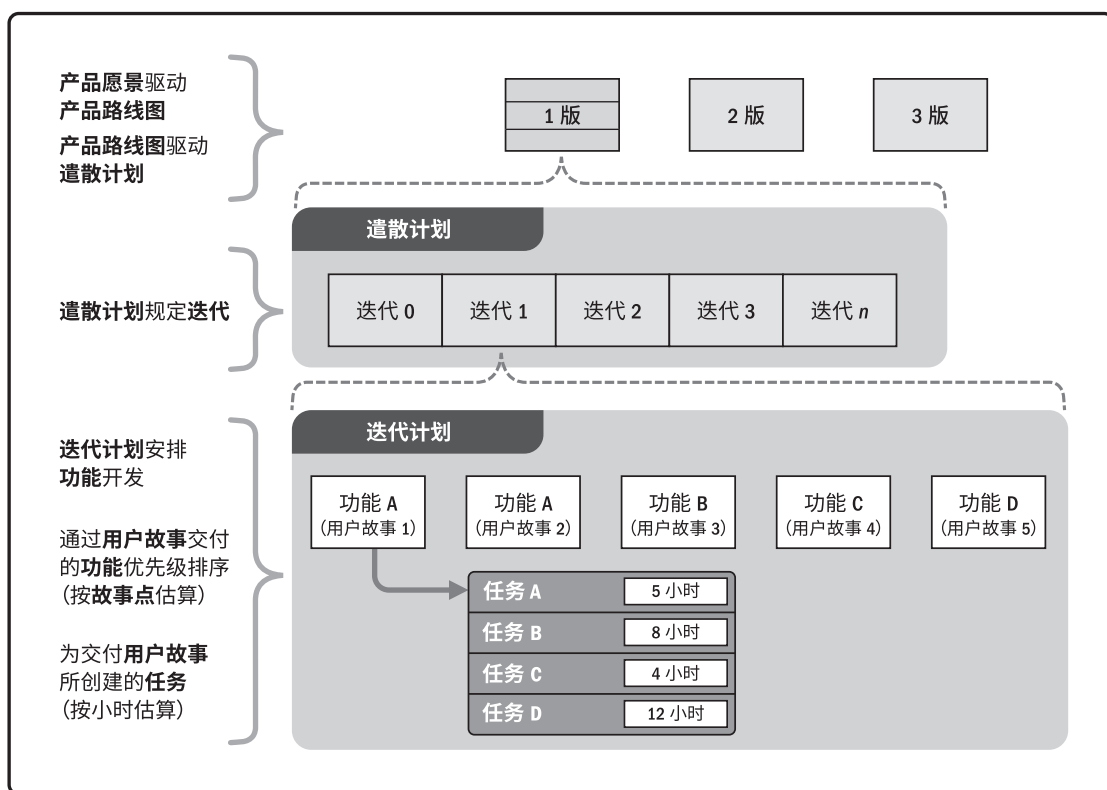 产品愿景驱动
产品路线图
产品路线图驱动
遣散计划
1 版
2 版
3 版
遣散计划
遣散计划规定迭代
迭代 0
迭代 1
迭代 2
迭代 3
迭代 n
迭代计划
迭代计划安排
功能开发
通过用户故事交付
的功能优先级排序
(按故事点估算)
为交付用户故事
所创建的任务
(按小时估算)
功能 A
(用户故事 1)
功能 A
(用户故事 2)
功能 B
(用户故事 3)
功能 C
(用户故事 4)
功能 D
(用户故事 5)
任务 A 5 小时
任务 B 8 小时
任务 C 4 小时
任务 D 12 小时